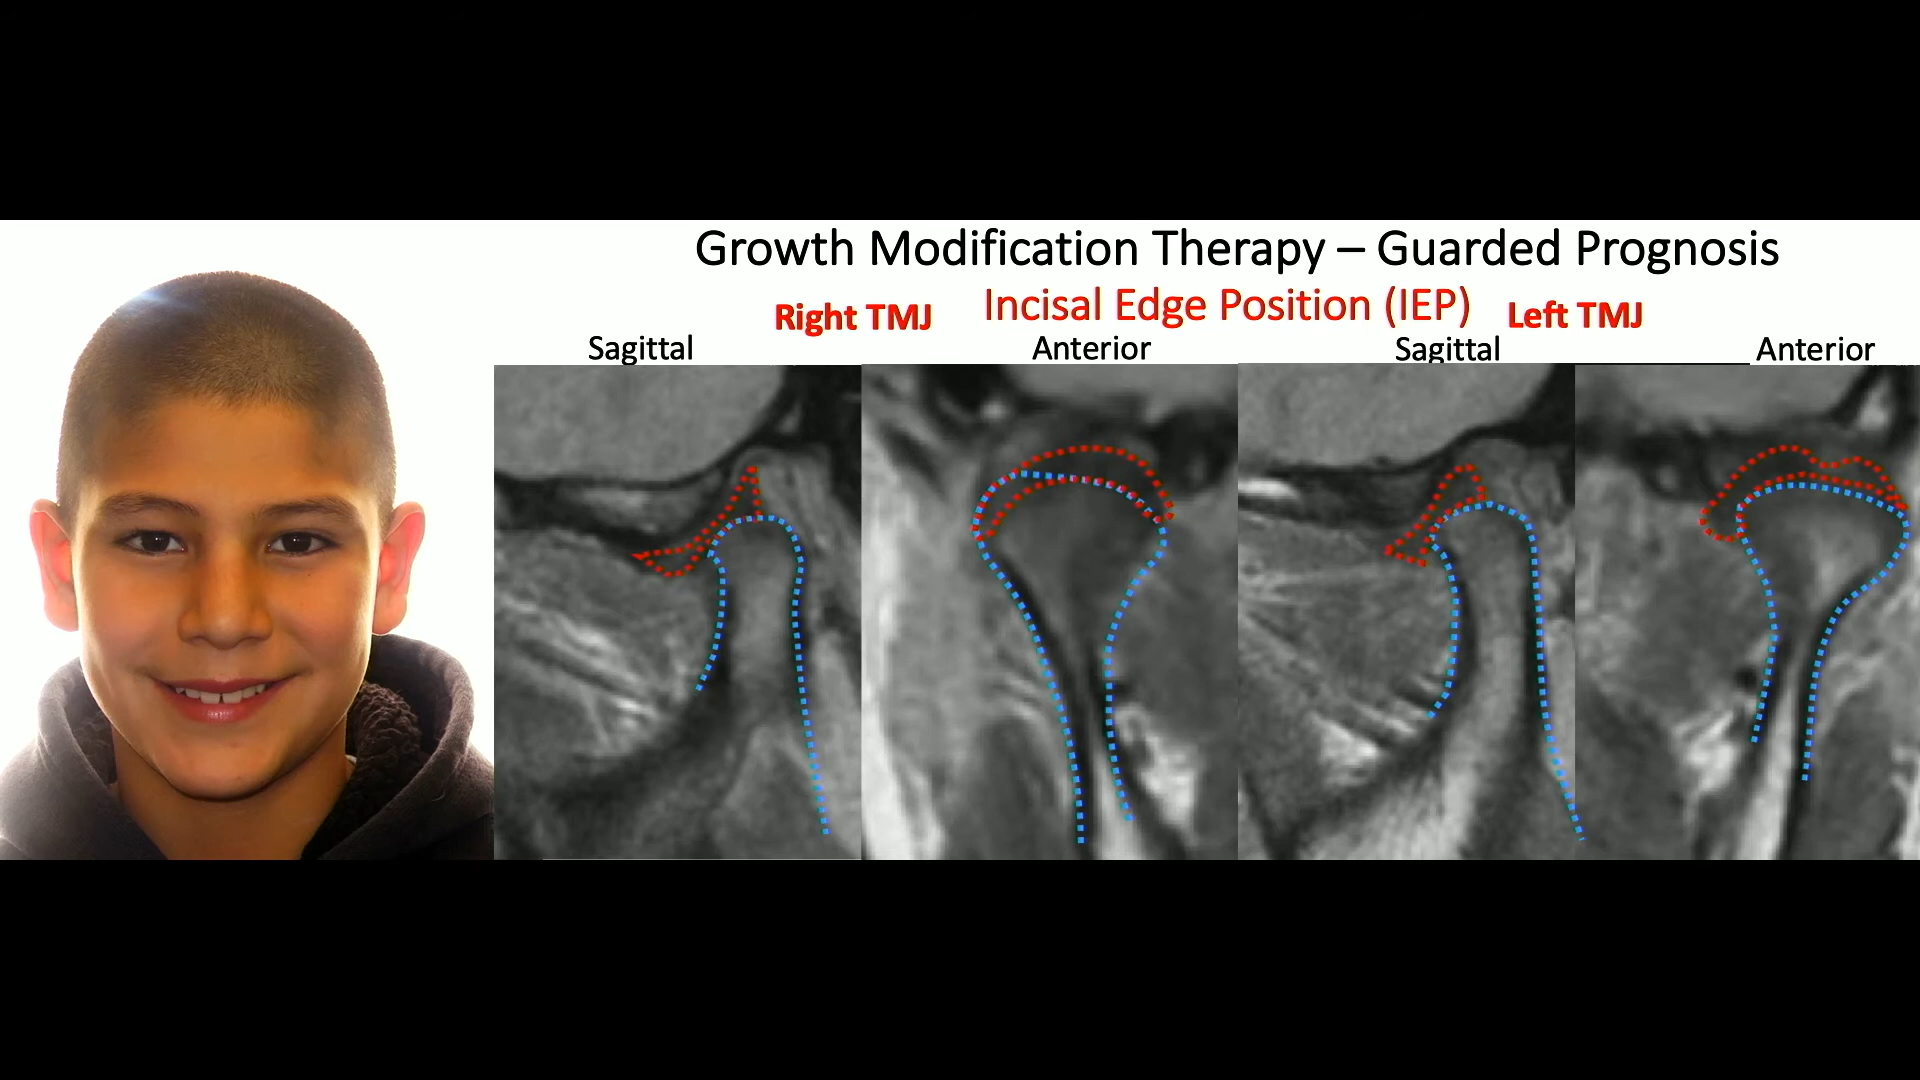 Growth Modification Therapy – Guarded Prognosis
Right TMJ Incisal Edge Position (IEP) Left TMJ
Sagittal Anterior Sagittal Anterior